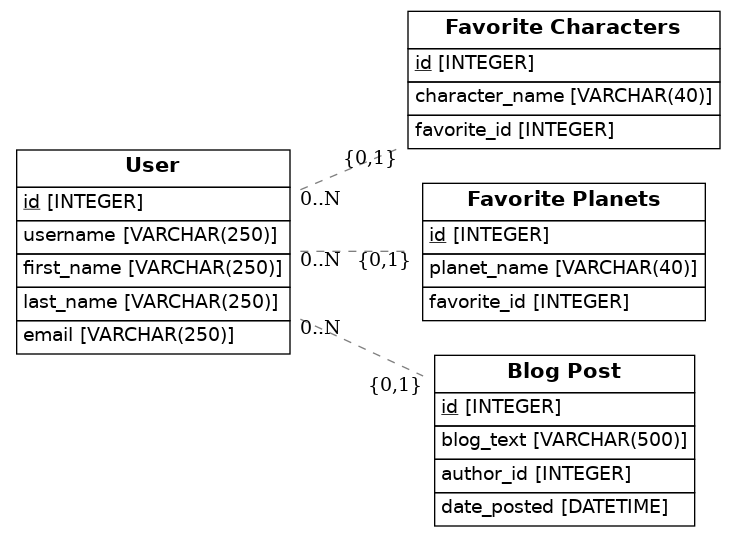 Favorite Characters
id [INTEGER]
character_name [VARCHAR(40)]
favorite_id [INTEGER]
{0,1}
0..N
User
id [INTEGER]
username [VARCHAR(250)]
first_name [VARCHAR(250)]
last_name [VARCHAR(250)]
email [VARCHAR(250)]
Favorite Planets
id [INTEGER]
planet_name [VARCHAR(40)]
favorite_id [INTEGER]
0..N
{0,1}
0..N
{0,1}
Blog Post
id [INTEGER]
blog_text [VARCHAR(500)]
author_id [INTEGER]
date_posted [DATETIME]